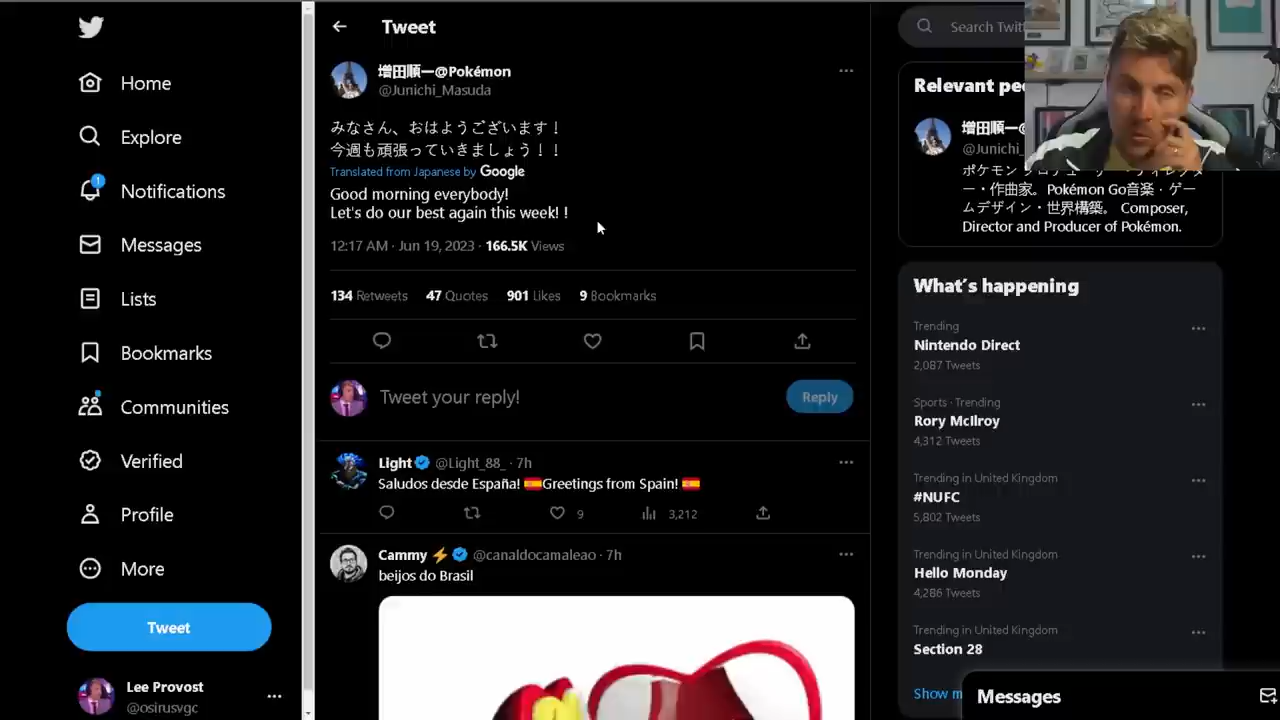 Home
Explore
1
Notifications
Messages
Lists
Bookmarks
Communities
Verified
Profile
More
Tweet
Lee Provost
@osirusvgc
Tweet
増田順一@Pokémon
@Junichi_Masuda
みなさん、おはようございます！
今週も頑張っていきましょう！！
Translated from Japanese by Google
Good morning everybody!
Let's do our best again this week! !
12:17 AM · Jun 19, 2023 · 166.5K Views
134 Retweets 47 Quotes 901 Likes 9 Bookmarks
Tweet your reply!
Reply
Light @Light_88_ · 7h
Saludos desde España! 🇪🇸Greetings from Spain! 🇪🇸
9 3,212
Cammy ⚡ @canaldocamaleao · 7h
beijos do Brasil
Search
Relevant
増田順一
@Junichi_
ー・作曲家。Pokémon Go音楽・ゲー
ムデザイン・世界構築。 Composer,
Director and Producer of Pokémon.
What's happening
Trending
Nintendo Direct
2,087 Tweets
Sports · Trending
Rory McIlroy
4,312 Tweets
Trending in United Kingdom
#NUFC
5,802 Tweets
Trending in United Kingdom
Hello Monday
4,286 Tweets
Trending in United Kingdom
Section 28
Show
Messages